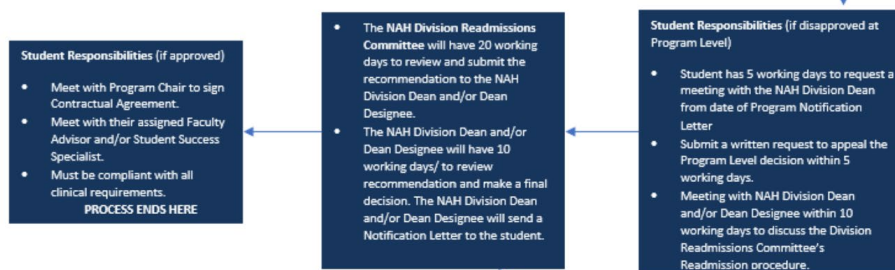 Student Responsibilities (if approved)
• Meet with Program Chair to sign
Contractual Agreement.
• Meet with their assigned Faculty
Advisor and/or Student Success
Specialist.
• Must be compliant with all
clinical requirements.
PROCESS ENDS HERE
• The NAH Division Readmissions
Committee will have 20 working
days to review and submit the
recommendation to the NAH
Division Dean and/or Dean
Designee.
• The NAH Division Dean and/or
Dean Designee will have 10
working days/ to review
recommendation and make a final
decision. The NAH Division Dean
and/or Dean Designee will send a
Notification Letter to the student.
Student Responsibilities (if disapproved at
Program Level)
• Student has 5 working days to request a
meeting with the NAH Division Dean
from date of Program Notification
Letter
• Submit a written request to appeal the
Program Level decision within 5
working days.
• Meeting with NAH Division Dean
and/or Dean Designee within 10
working days to discuss the Division
Readmissions Committee's
Readmission procedure.